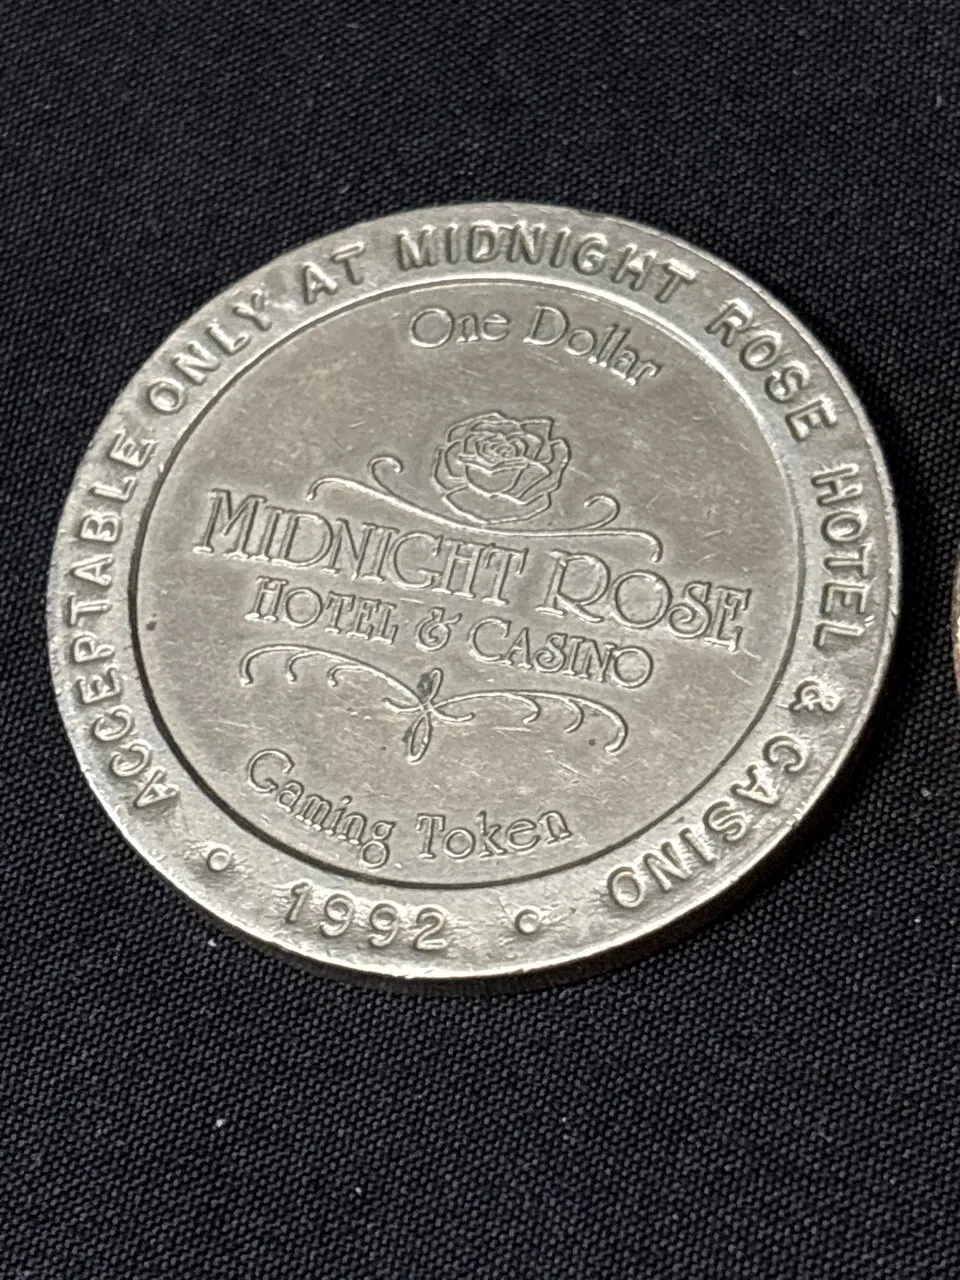 ACCEPTABLE ONLY AT MIDNIGHT ROSE HOTEL & CASINO
One Dollar
MIDNIGHT ROSE
HOTEL & CASINO
Gaming Token
• 1992 •